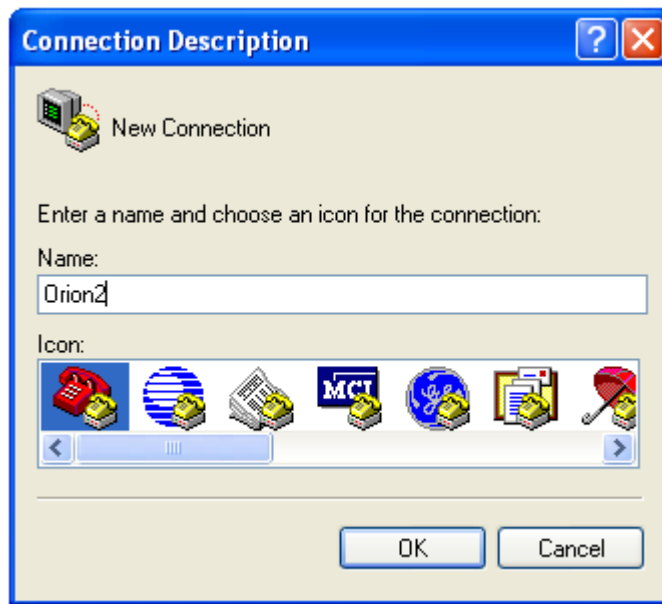 Connection Description
New Connection
Enter a name and choose an icon for the connection:
Name:
Orion2
Icon:
MCI
OK
Cancel